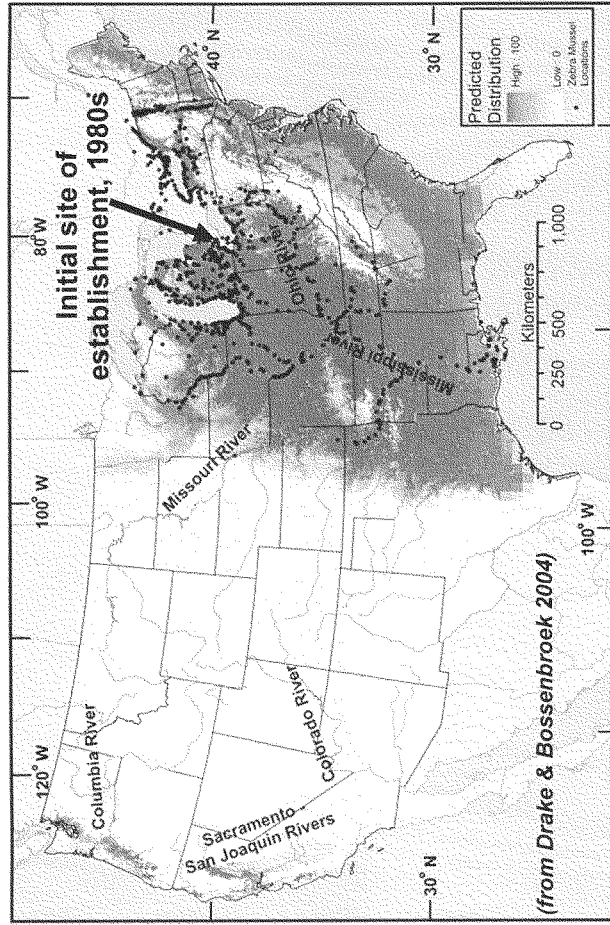 120° W
100° W
80° W
Initial site of
establishment, 1980s
40° N
30° N
Columbia River
Missouri River
Ohio River
Mississippi River
Colorado River
Sacramento -
San Joaquin Rivers
30° N
100° W
(from Drake & Bossenbroek 2004)
0 250 500 1,000
Kilometers
Predicted
Distribution
High : 100
Low : 0
Zebra Mussel
Locations